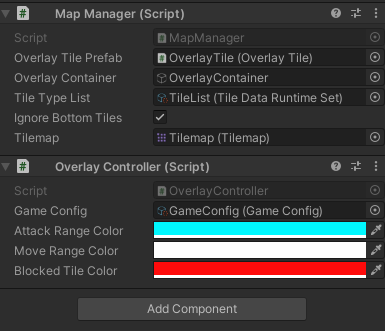 Map Manager (Script)
Script MapManager
Overlay Tile Prefab OverlayTile (Overlay Tile)
Overlay Container OverlayContainer
Tile Type List TileList (Tile Data Runtime Set)
Ignore Bottom Tiles
Tilemap Tilemap (Tilemap)
Overlay Controller (Script)
Script OverlayController
Game Config GameConfig (Game Config)
Attack Range Color
Move Range Color
Blocked Tile Color
Add Component